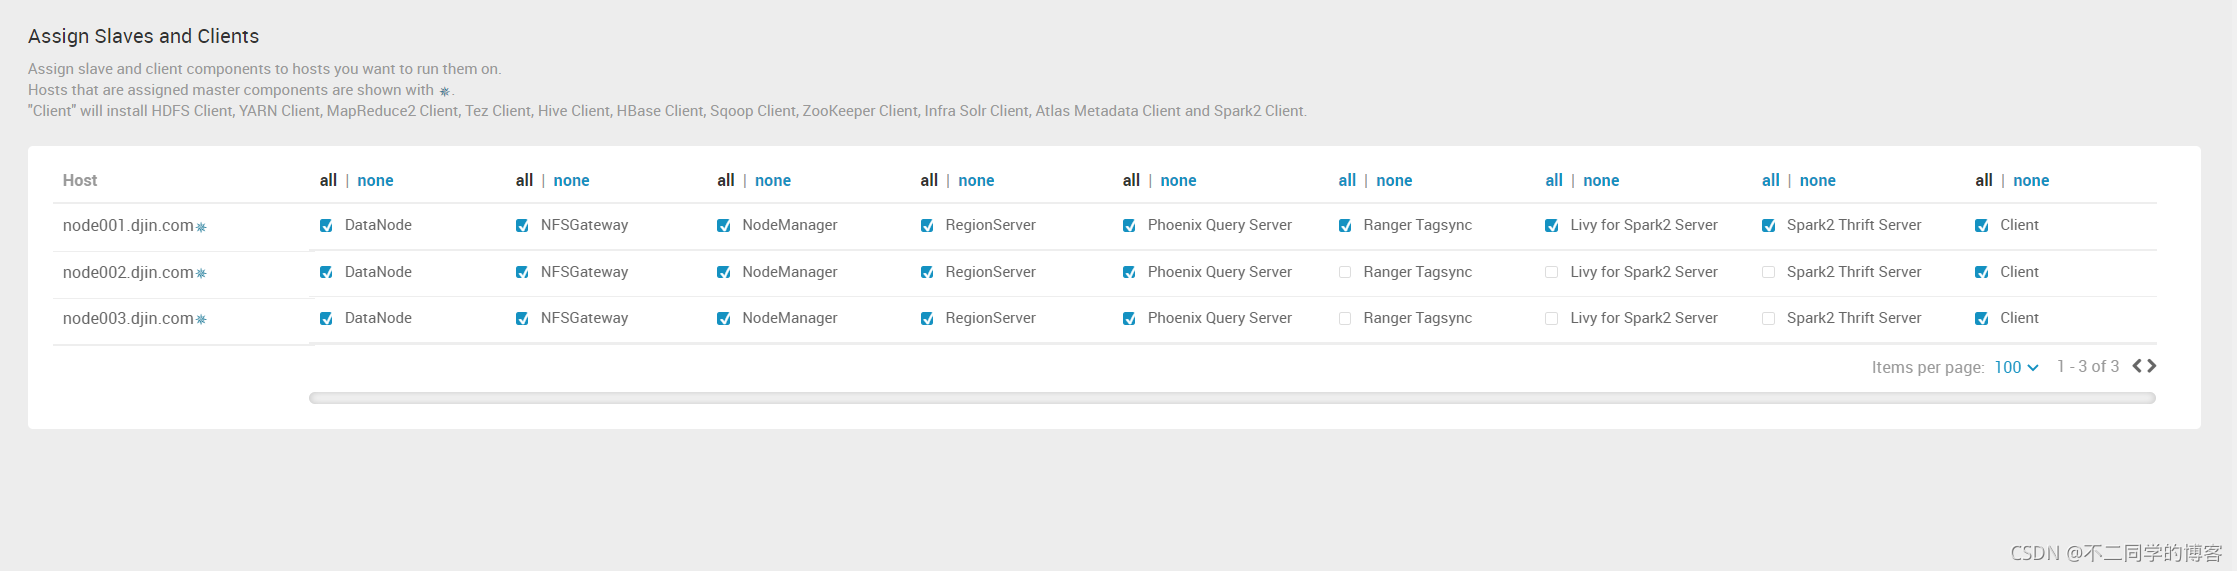 Assign Slaves and Clients
Assign slave and client components to hosts you want to run them on.
Hosts that are assigned master components are shown with ✵.
"Client" will install HDFS Client, YARN Client, MapReduce2 Client, Tez Client, Hive Client, HBase Client, Sqoop Client, ZooKeeper Client, Infra Solr Client, Atlas Metadata Client and Spark2 Client.
Host all | none all | none all | none all | none all | none all | none all | none all | none all | none
node001.djin.com✵ DataNode NFSGateway NodeManager RegionServer Phoenix Query Server Ranger Tagsync Livy for Spark2 Server Spark2 Thrift Server Client
node002.djin.com✵ DataNode NFSGateway NodeManager RegionServer Phoenix Query Server Ranger Tagsync Livy for Spark2 Server Spark2 Thrift Server Client
node003.djin.com✵ DataNode NFSGateway NodeManager RegionServer Phoenix Query Server Ranger Tagsync Livy for Spark2 Server Spark2 Thrift Server Client
Items per page: 100 1 - 3 of 3
CSDN @不二同学的博客